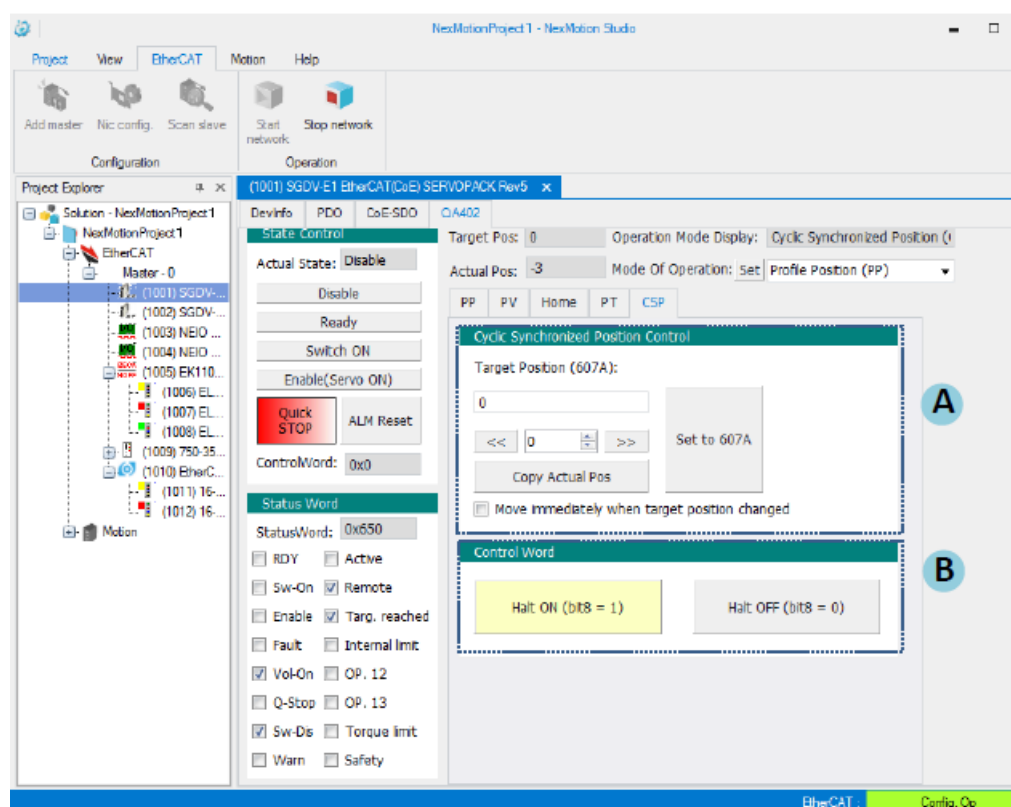 NexMotionProject1 - NexMotion Studio
Project View EtherCAT Motion Help
Add master Nic config. Scan slave Start network Stop network
Configuration Operation
Project Explorer
(1001) SGDV-E1 EtherCAT(CoE) SERVOPACK Rev5 x
Solution - NexMotionProject1
NexMotionProject1
EtherCAT
Master - 0
(1001) SGDV-...
(1002) SGDV-...
(1003) NEIO ...
(1004) NEIO ...
(1005) EK110...
(1006) EL...
(1007) EL...
(1008) EL...
(1009) 750-35...
(1010) EtherC...
(1011) 16-...
(1012) 16-...
Motion
DevInfo PDO CoE-SDO CiA402
State Control
Actual State: Disable
Disable
Ready
Switch ON
Enable(Servo ON)
Quick STOP ALM Reset
ControlWord: 0x0
Status Word
StatusWord: 0x650
RDY Active
Sw-On Remote
Enable Targ. reached
Fault Internal limit
Vol-On OP. 12
Q-Stop OP. 13
Sw-Dis Torque limit
Warn Safety
Target Pos: 0 Operation Mode Display: Cyclic Synchronized Position (
Actual Pos: -3 Mode Of Operation: Set Profile Position (PP)
PP PV Home PT CSP
Cyclic Synchronized Position Control
Target Position (607A):
0
<< 0 >> Set to 607A
Copy Actual Pos
Move immediately when target position changed
A
Control Word
Halt ON (bit8 = 1) Halt OFF (bit8 = 0)
B
EtherCAT : Config, Op